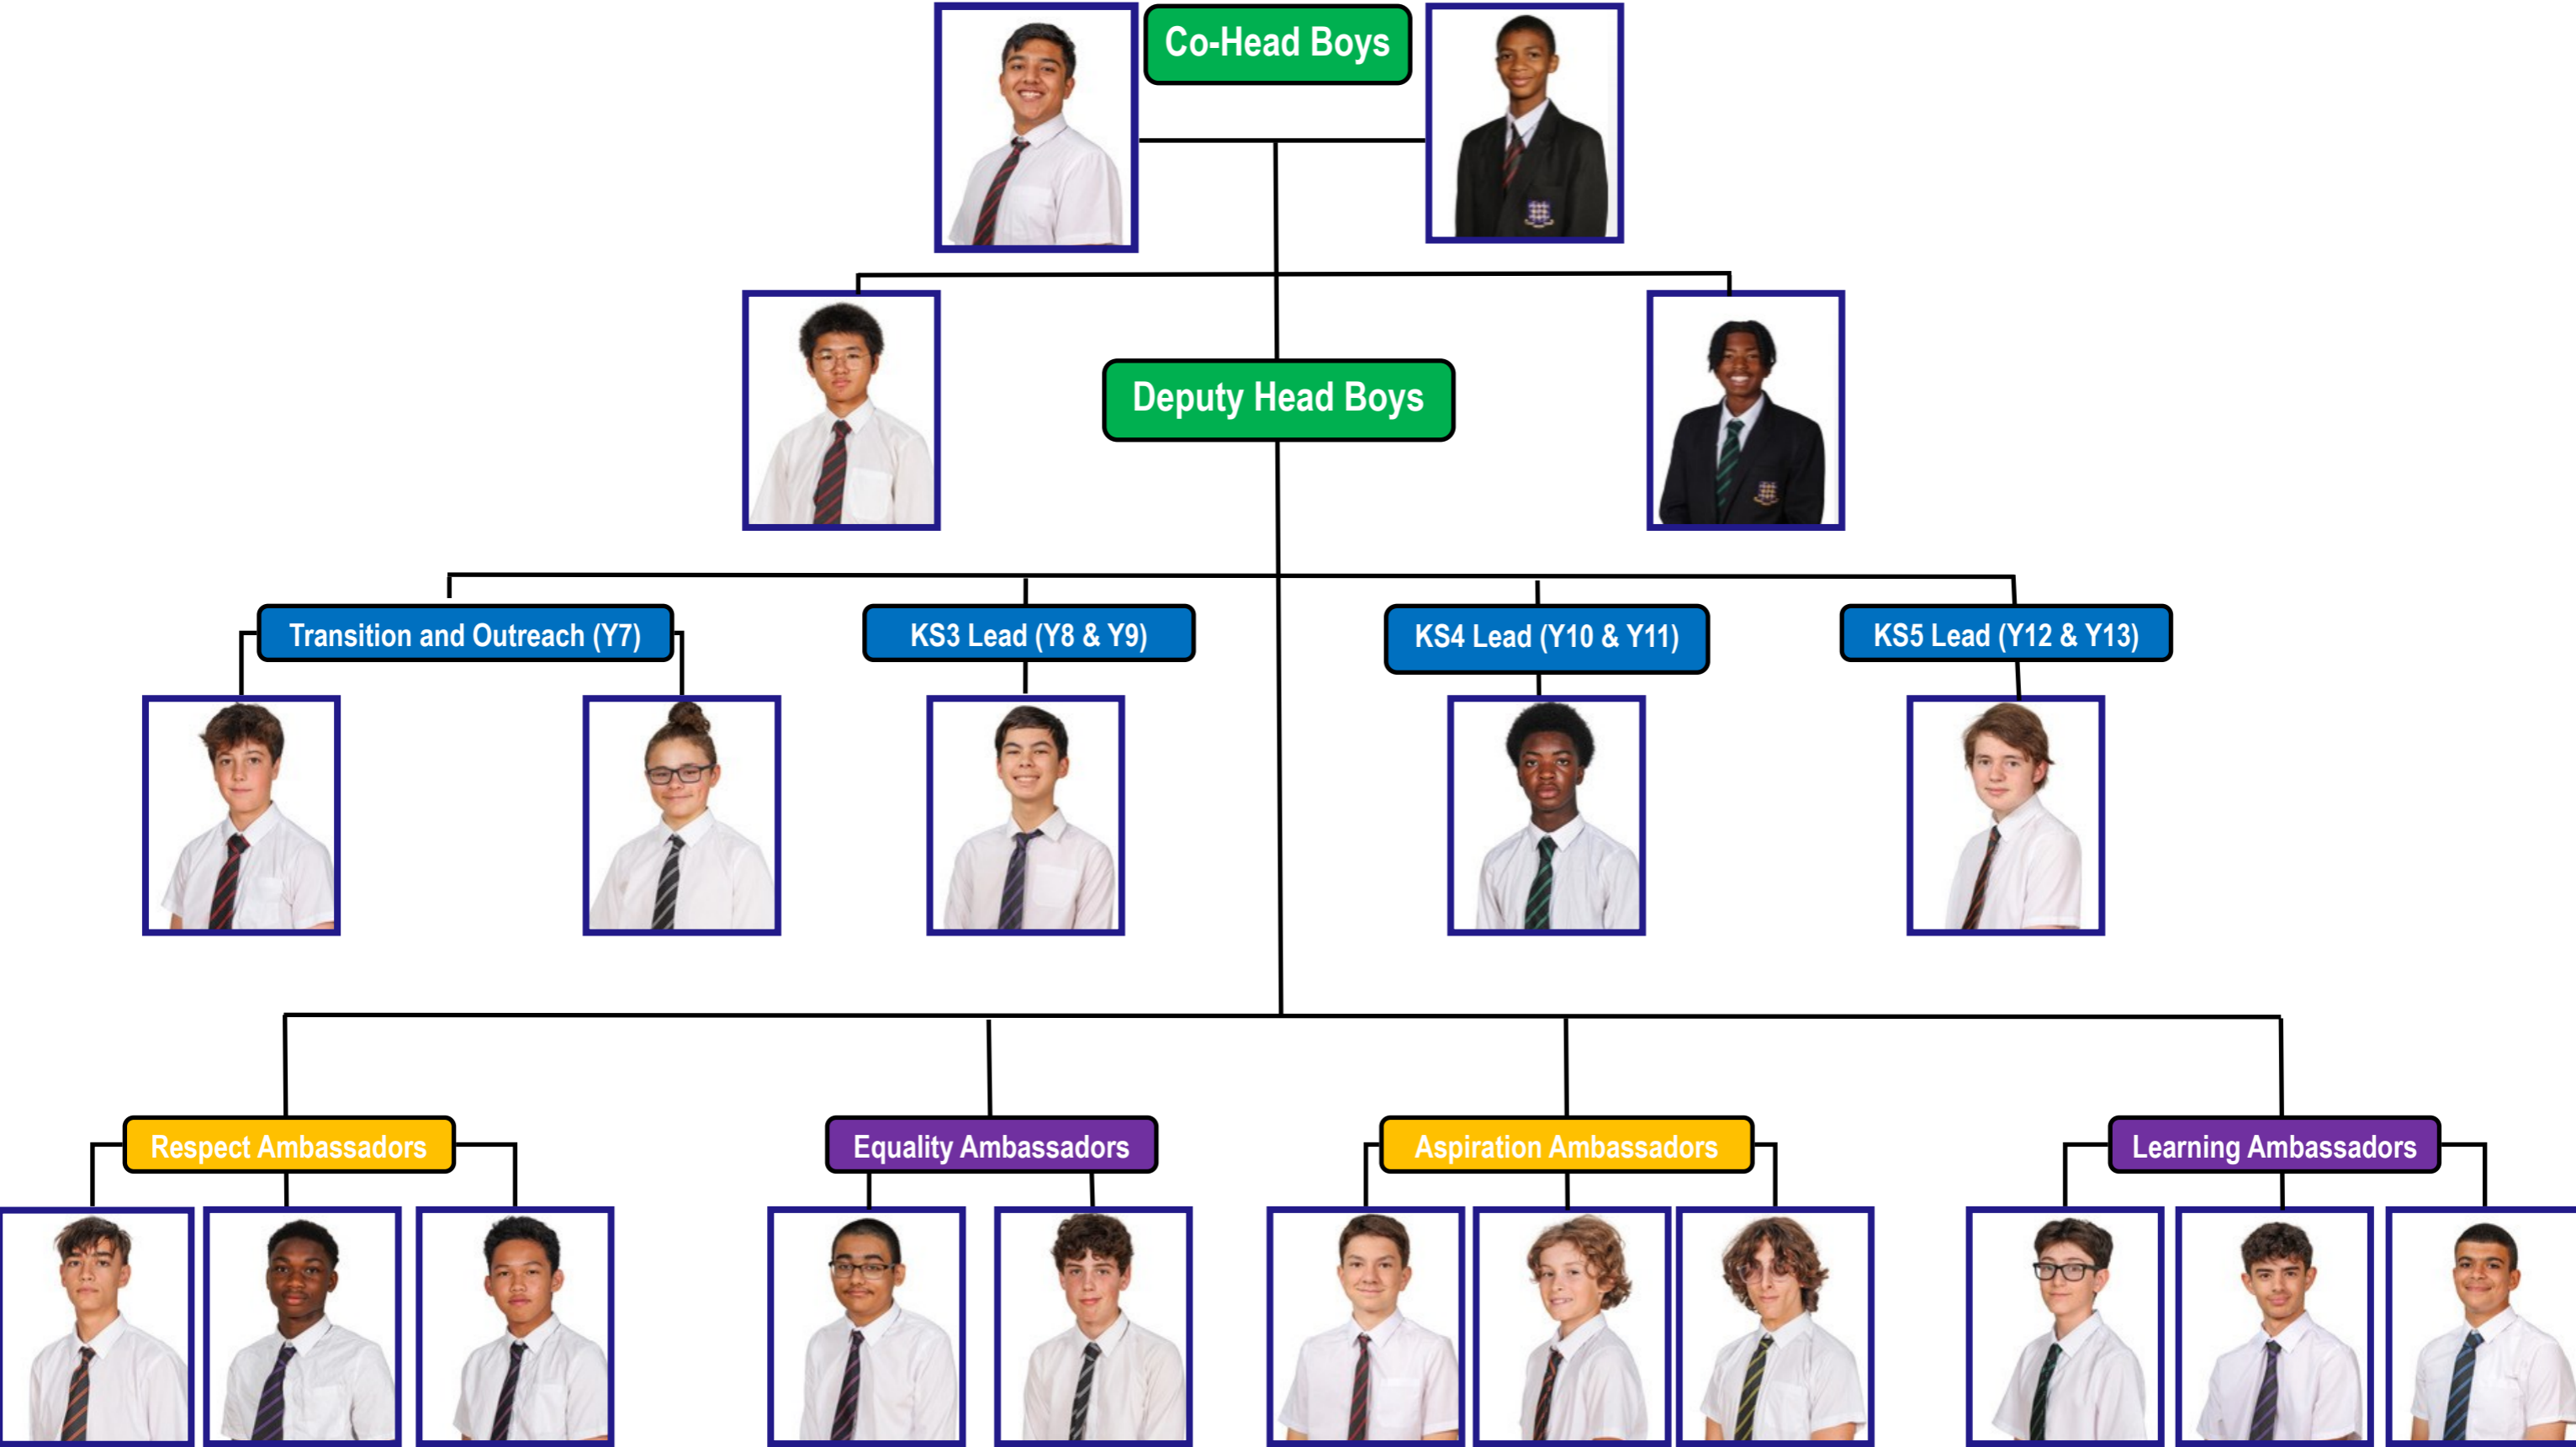 Co-Head Boys
Deputy Head Boys
Transition and Outreach (Y7)
KS3 Lead (Y8 & Y9)
KS4 Lead (Y10 & Y11)
KS5 Lead (Y12 & Y13)
Respect Ambassadors
Equality Ambassadors
Aspiration Ambassadors
Learning Ambassadors